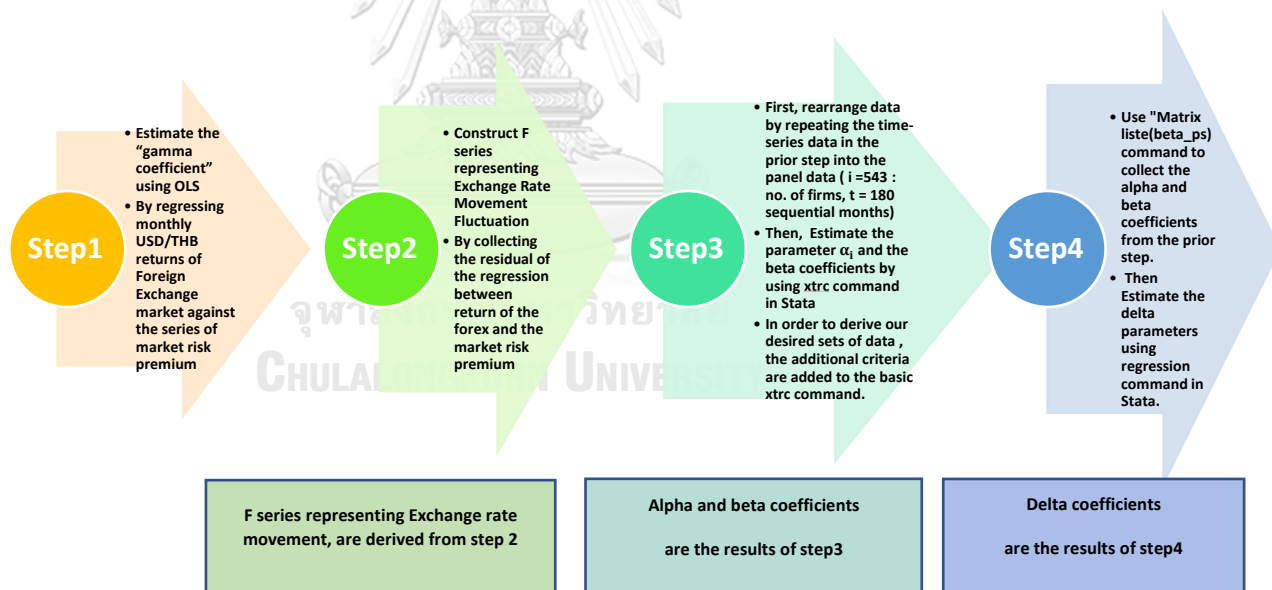 Step1
• Estimate the
“gamma
coefficient”
using OLS
• By regressing
monthly
USD/THB
returns of
Foreign
Exchange
market against
the series of
market risk
premium
Step2
• Construct F
series
representing
Exchange Rate
Movement
Fluctuation
• By collecting
the residual of
the regression
between
return of the
forex and the
market risk
premium
Step3
• First, rearrange data
by repeating the time-
series data in the
prior step into the
panel data ( i =543 :
no. of firms, t = 180
sequential months)
• Then, Estimate the
parameter αᵢ and the
beta coefficients by
using xtrc command
in Stata
• In order to derive our
desired sets of data ,
the additional criteria
are added to the basic
xtrc command.
Step4
• Use "Matrix
liste(beta_ps)
command to
collect the
alpha and
beta
coefficients
from the prior
step.
• Then
Estimate the
delta
parameters
using
regression
command in
Stata.
CHULALONGKORN UNIVERSITY
F series representing Exchange rate
movement, are derived from step 2
Alpha and beta coefficients
are the results of step3
Delta coefficients
are the results of step4